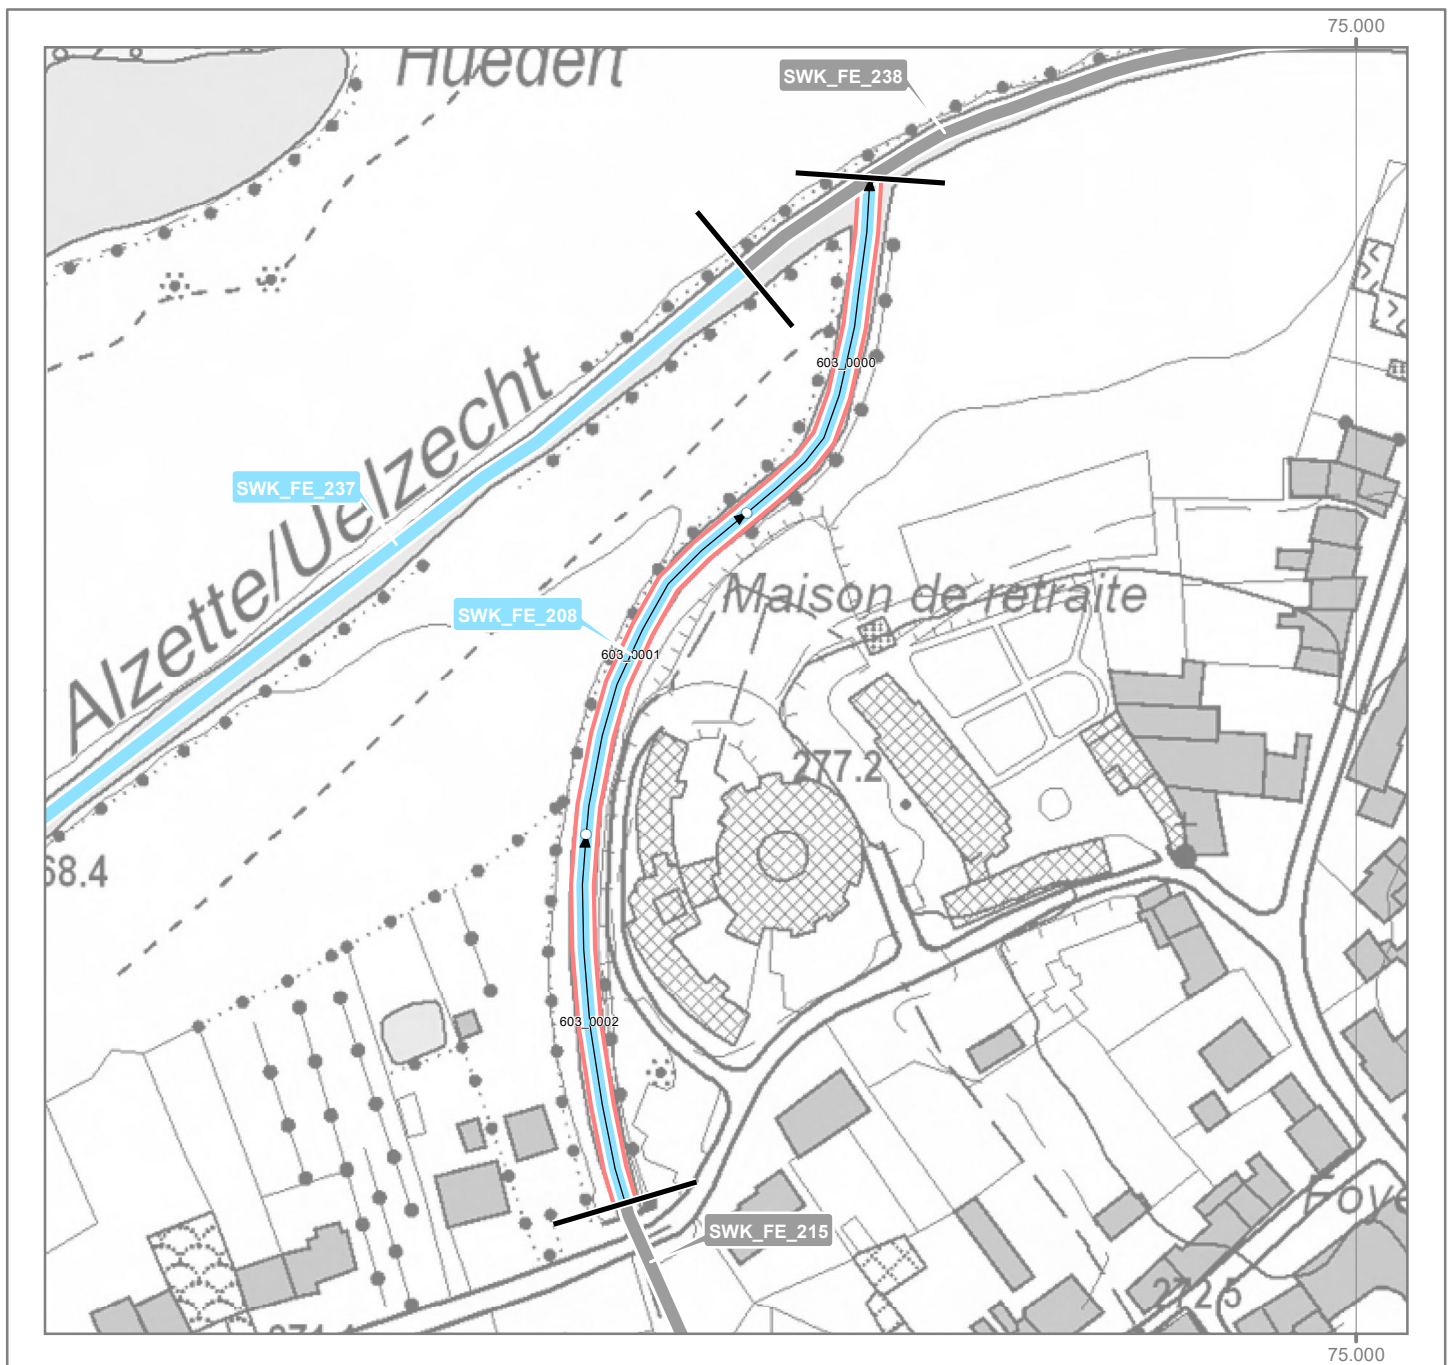 75.000
Huedert
SWK_FE_238
603_0000
Alzette/Uelzecht
SWK_FE_237
Maison de retraite
SWK_FE_208
603_0001
277.2
68.4
603_0002
SWK_FE_215
Foye
272.5
75.000